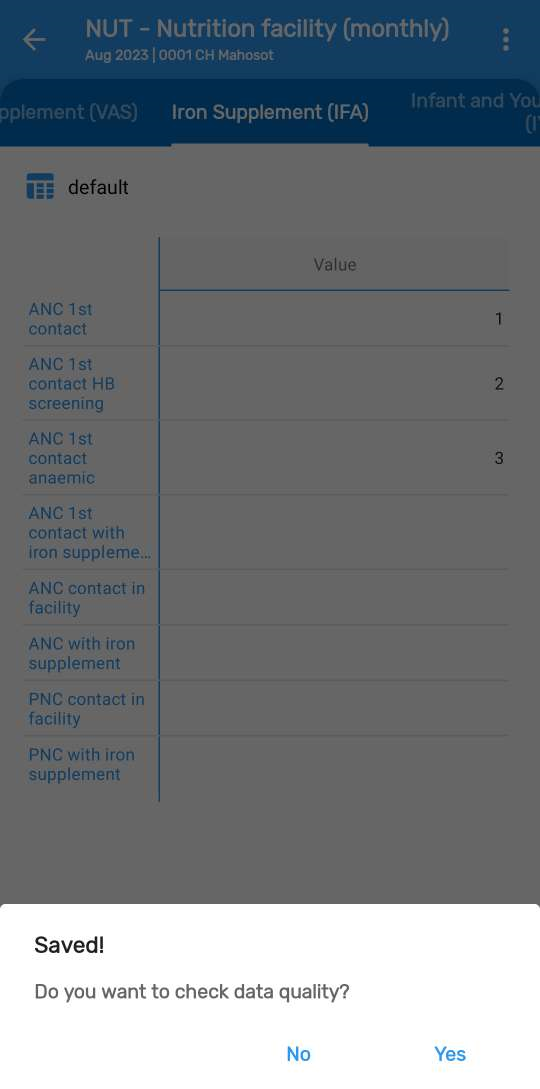 NUT - Nutrition facility (monthly)
Aug 2023 | 0001 CH Mahosot
pplement (VAS)
Iron Supplement (IFA)
Infant and You
(I
default
Value
ANC 1st
contact
1
ANC 1st
contact HB
screening
2
ANC 1st
contact
anaemic
3
ANC 1st
contact with
iron suppleme...
ANC contact in
facility
ANC with iron
supplement
PNC contact in
facility
PNC with iron
supplement
Saved!
Do you want to check data quality?
No
Yes